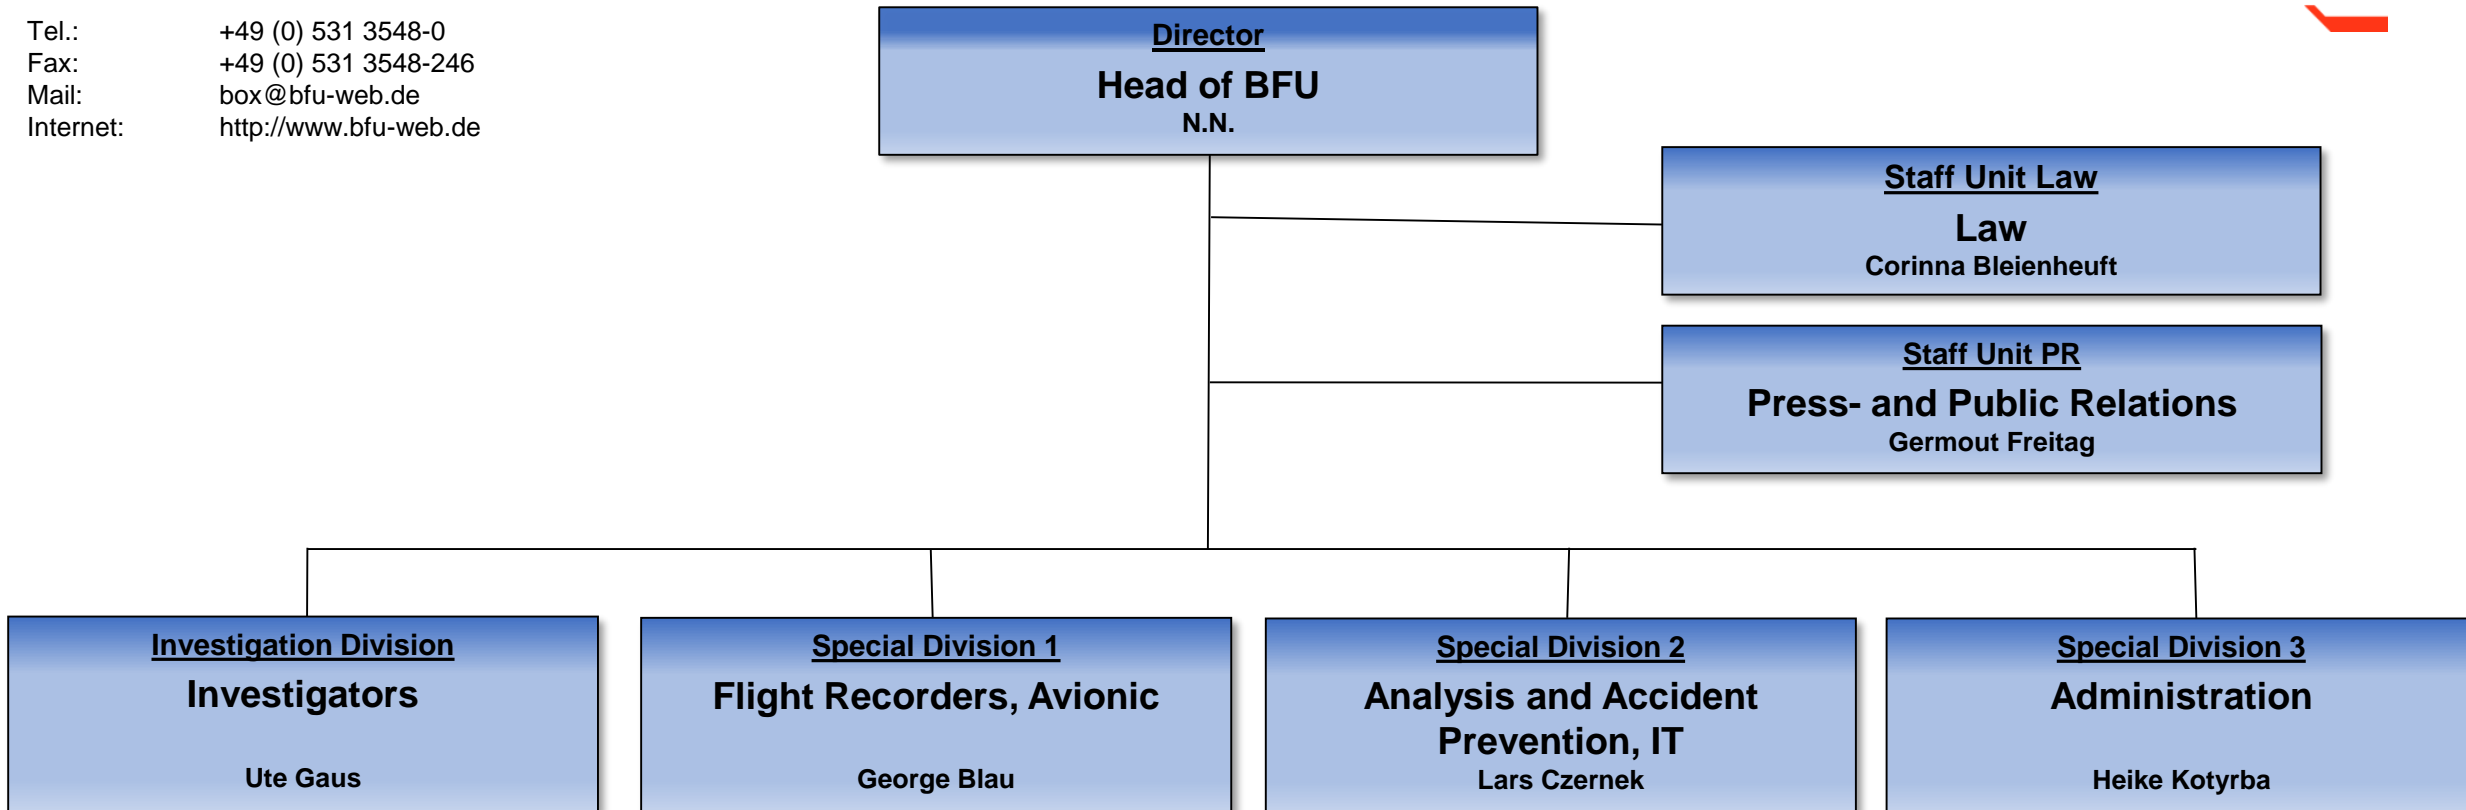 Tel.: +49 (0) 531 3548-0
Fax: +49 (0) 531 3548-246
Mail: box@bfu-web.de
Internet: http://www.bfu-web.de
Director
Head of BFU
N.N.
Staff Unit Law
Law
Corinna Bleienheuft
Staff Unit PR
Press- and Public Relations
Germout Freitag
Investigation Division
Investigators
Ute Gaus
Special Division 1
Flight Recorders, Avionic
George Blau
Special Division 2
Analysis and Accident
Prevention, IT
Lars Czernek
Special Division 3
Administration
Heike Kotyrba